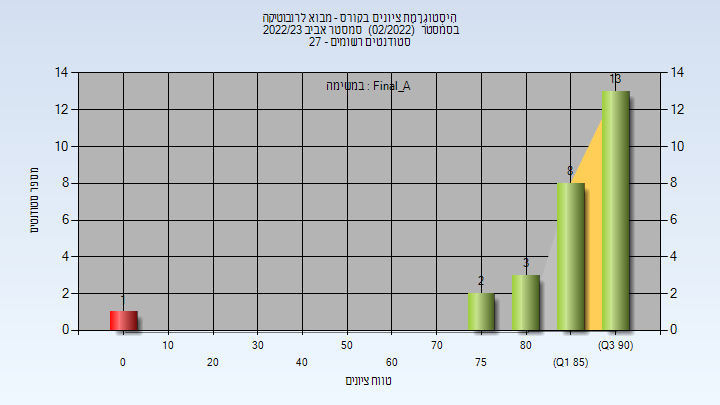 היסטוגרמת ציונים בקורס - מבוא לרובוטיקה
בסמסטר (02/2022) סמסטר אביב 2022/23
סטודנטים רשומים - 27
במשימה : Final_A
14 14
12 12
10 10
8 8
6 6
4 4
2 2
0 0
1
2
3
8
13
מספר סטודנטים
10 30 50 70 80 (Q3 90)
0 20 40 60 75 (Q1 85)
טווח ציונים